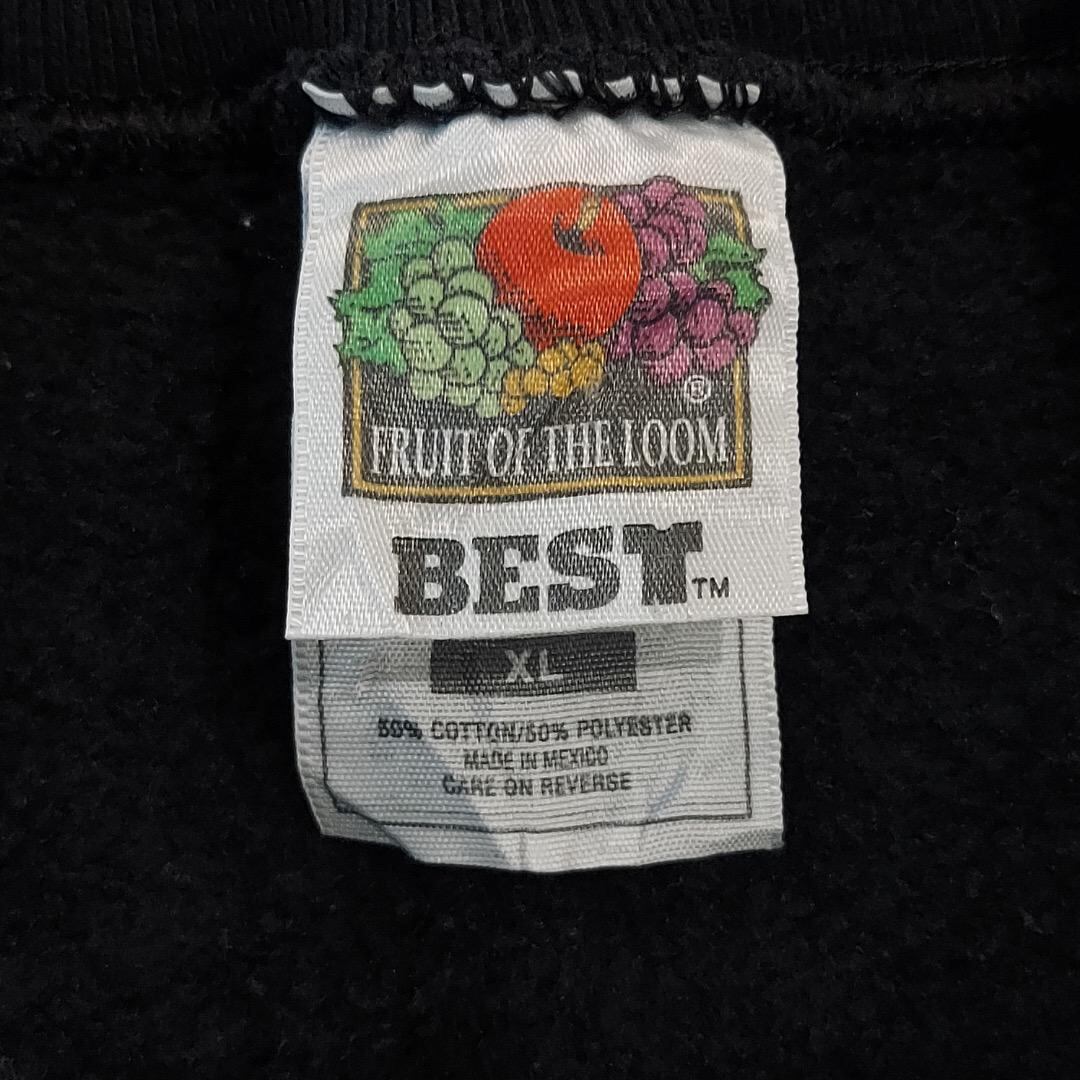 ®
FRUIT OF THE LOOM
BEST™
XL
50% COTTON/50% POLYESTER
MADE IN MEXICO
CARE ON REVERSE